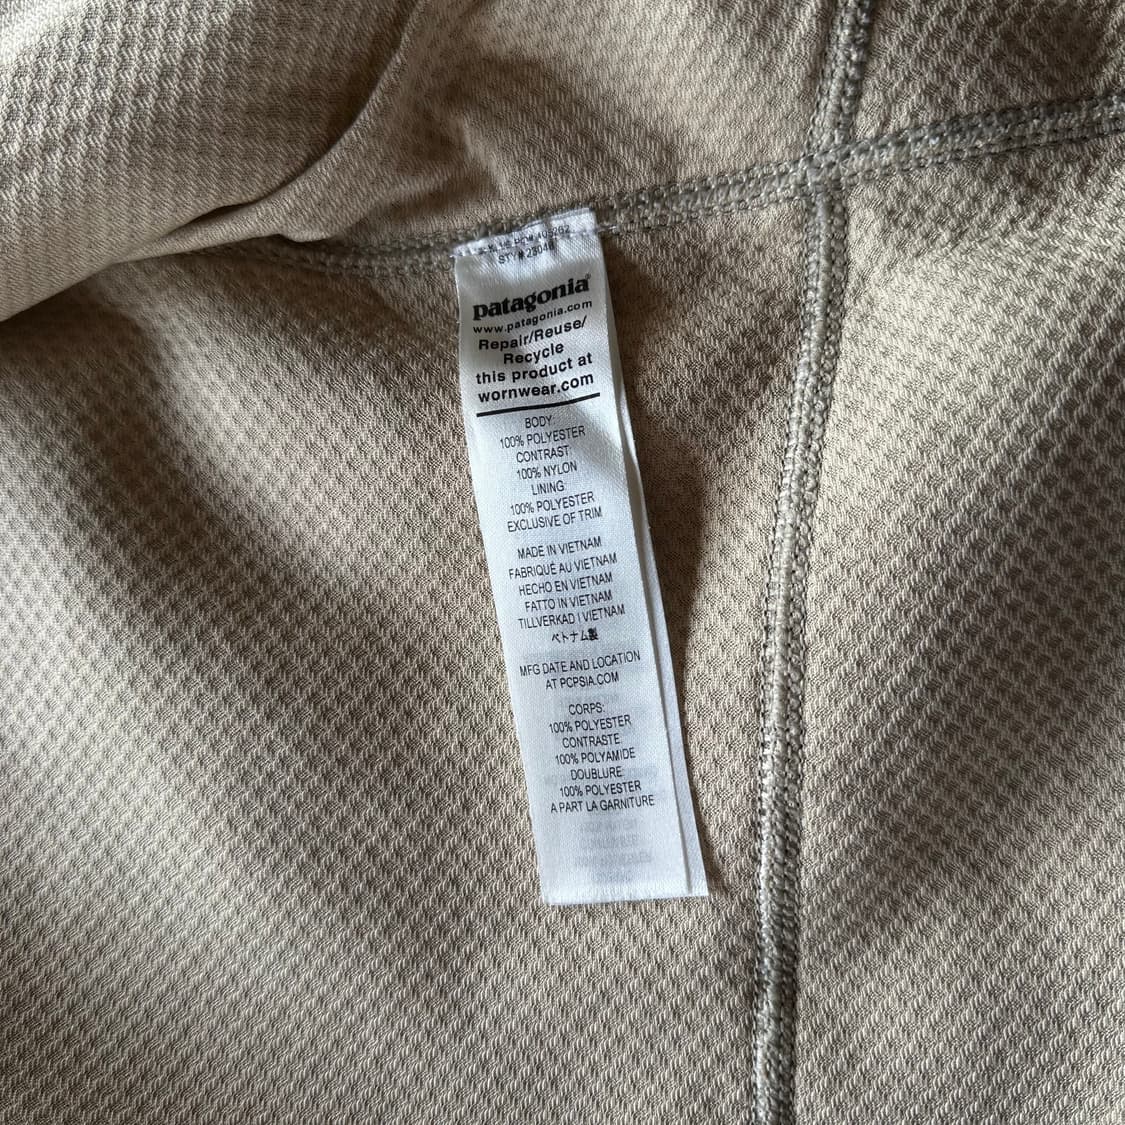 patagonia®
www.patagonia.com
Repair/Reuse/
Recycle
this product at
wornwear.com
BODY:
100% POLYESTER
CONTRAST:
100% NYLON
LINING:
100% POLYESTER
EXCLUSIVE OF TRIM
MADE IN VIETNAM
FABRIQUÉ AU VIETNAM
HECHO EN VIETNAM
FATTO IN VIETNAM
TILLVERKAD I VIETNAM
ベトナム製
MFG DATE AND LOCATION
AT PCPSIA.COM
CORPS:
100% POLYESTER
CONTRASTE:
100% POLYAMIDE
DOUBLURE:
100% POLYESTER
A PART LA GARNITURE